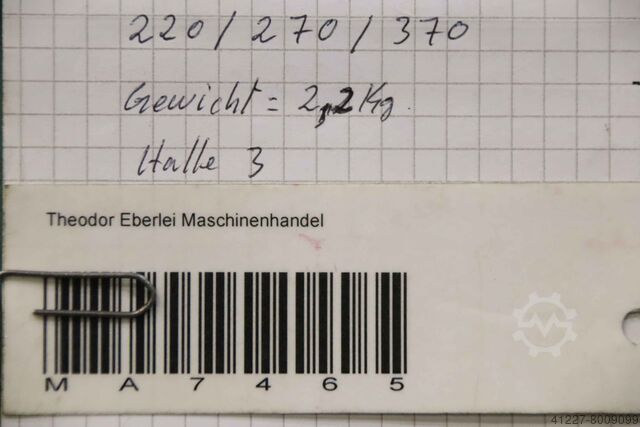 220 / 270 / 370
Gewicht = 2,2 Kg.
Halle 3
Theodor Eberlei Maschinenhandel
M A 7 4 6 5
41227-8009099